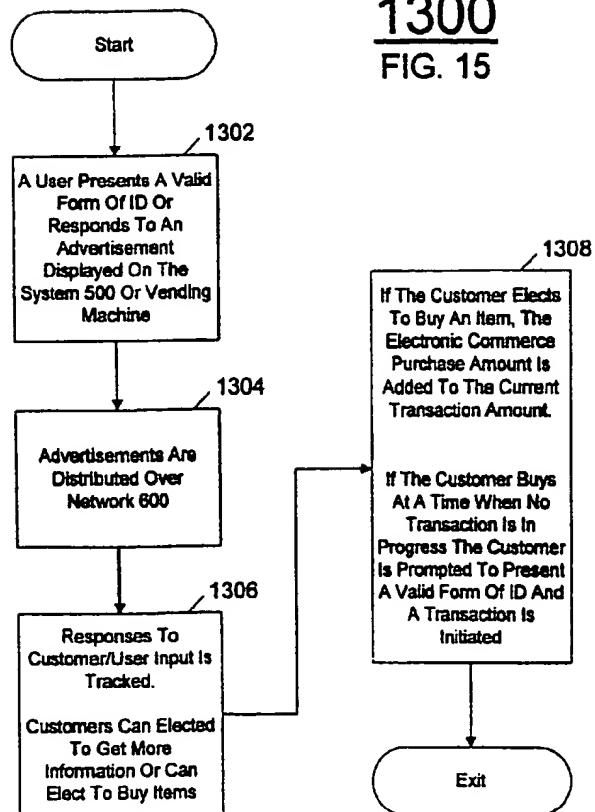 1300
FIG. 15
Start
1302
A User Presents A Valid
Form Of ID Or
Responds To An
Advertisement
Displayed On The
System 500 Or Vending
Machine
1304
Advertisements Are
Distributed Over
Network 600
1306
Responses To
Customer/User Input Is
Tracked.
Customers Can Elected
To Get More
Information Or Can
Elect To Buy Items
1308
If The Customer Elects
To Buy An Item, The
Electronic Commerce
Purchase Amount Is
Added To The Current
Transaction Amount.
If The Customer Buys
At A Time When No
Transaction Is In
Progress The Customer
Is Prompted To Present
A Valid Form Of ID And
A Transaction Is
Initiated
Exit